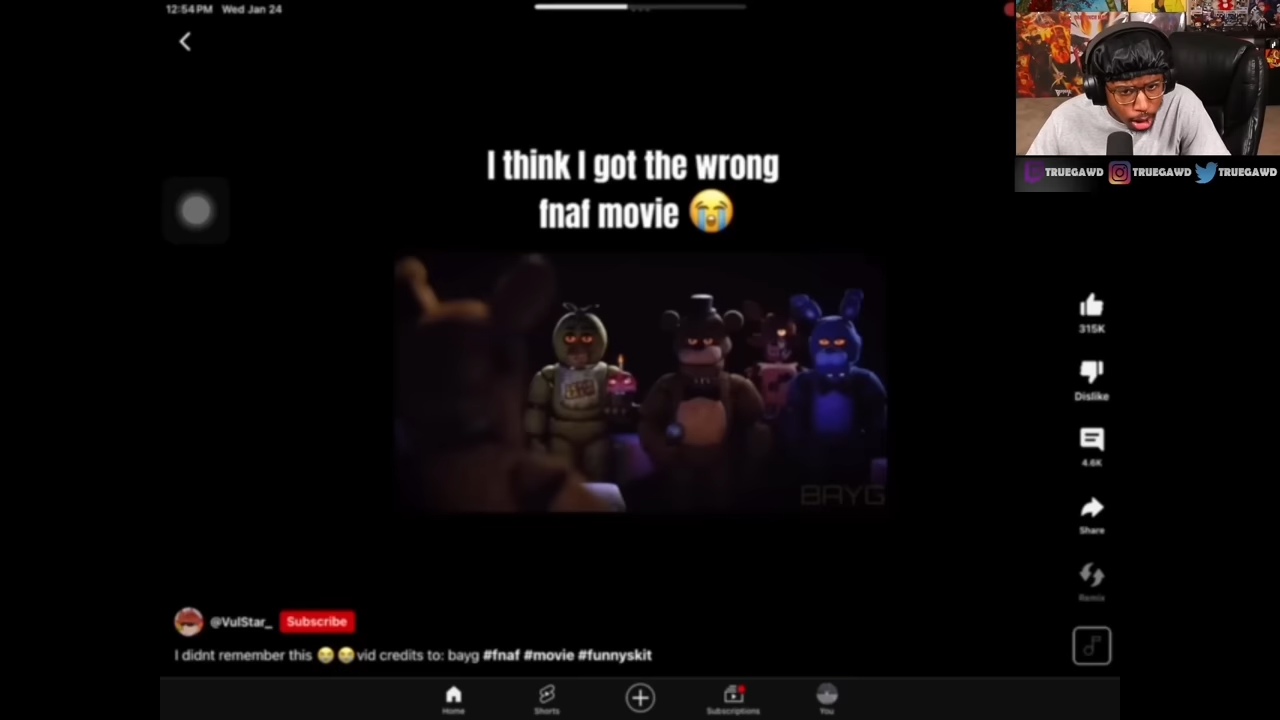 12:54 PM Wed Jan 24
I think I got the wrong
fnaf movie 😭
TRUEGAWD TRUEGAWD TRUEGAWD
315K
Dislike
4.6K
Share
Remix
BAYG
@VulStar_ Subscribe
I didnt remember this 😁😁vid credits to: bayg #fnaf #movie #funnyskit
Home Shorts Subscriptions You